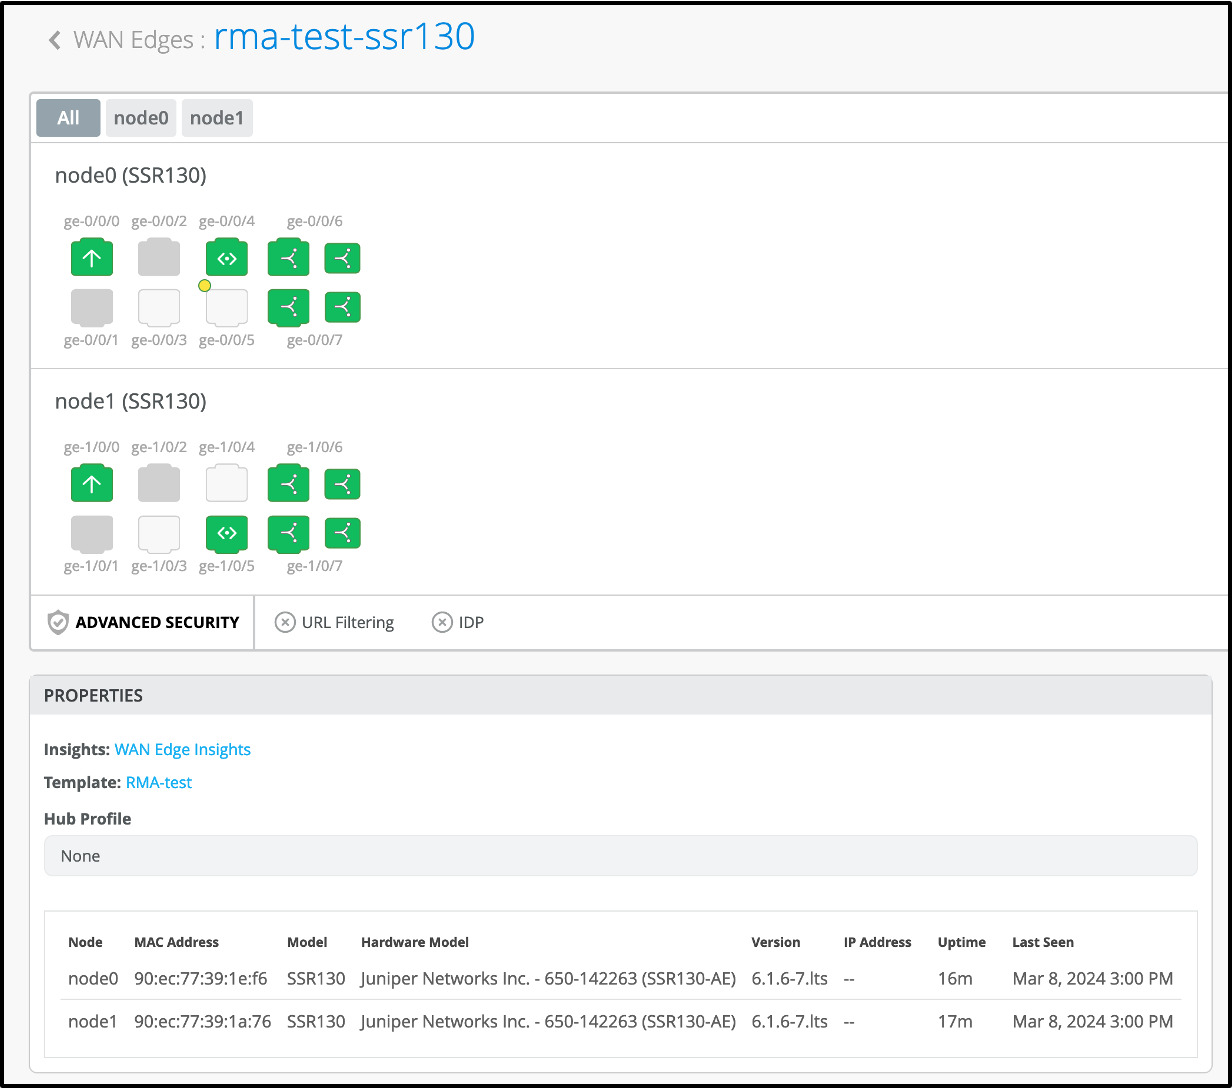 WAN Edges : rma-test-ssr130
All node0 node1
node0 (SSR130)
ge-0/0/0 ge-0/0/2 ge-0/0/4 ge-0/0/6
ge-0/0/1 ge-0/0/3 ge-0/0/5 ge-0/0/7
node1 (SSR130)
ge-1/0/0 ge-1/0/2 ge-1/0/4 ge-1/0/6
ge-1/0/1 ge-1/0/3 ge-1/0/5 ge-1/0/7
ADVANCED SECURITY URL Filtering IDP
PROPERTIES
Insights: WAN Edge Insights
Template: RMA-test
Hub Profile
None
Node MAC Address Model Hardware Model Version IP Address Uptime Last Seen
node0 90:ec:77:39:1e:f6 SSR130 Juniper Networks Inc. - 650-142263 (SSR130-AE) 6.1.6-7.lts -- 16m Mar 8, 2024 3:00 PM
node1 90:ec:77:39:1a:76 SSR130 Juniper Networks Inc. - 650-142263 (SSR130-AE) 6.1.6-7.lts -- 17m Mar 8, 2024 3:00 PM